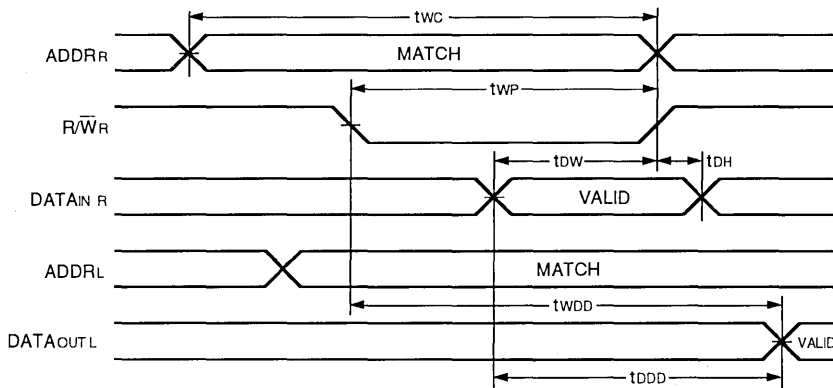 tWC
ADDRR MATCH
tWP
R/W̅R
tDW tDH
DATAIN R VALID
ADDRL MATCH
tWDD
DATAOUT L VALID
tDDD